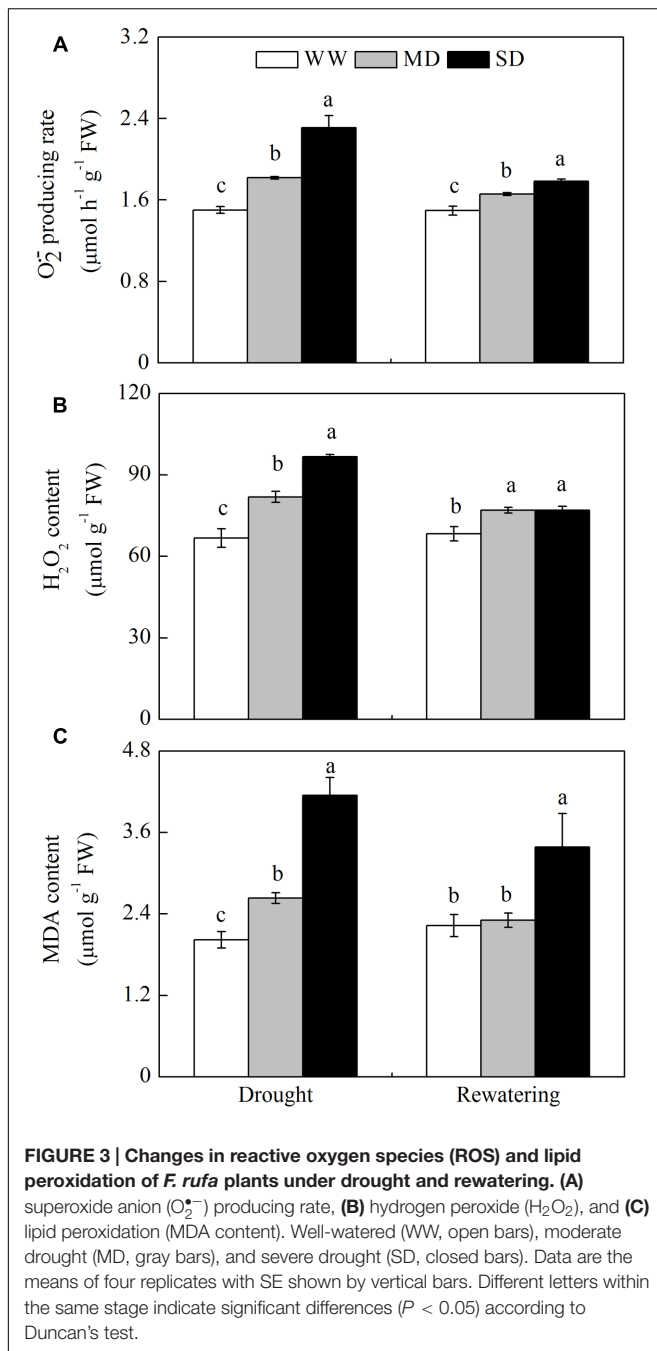 A
3.2
WW MD SD
a
2.4
b
a
c
c
b
1.6
0.8
0
O₂•⁻ producing rate
(μmol h⁻¹ g⁻¹ FW)
B
120
a
90
b
a
a
c
b
60
30
0
H₂O₂ content
(μmol g⁻¹ FW)
C
4.8
a
a
3.6
b
2.4
c
b
b
1.2
0
MDA content
(μmol g⁻¹ FW)
Drought Rewatering
FIGURE 3 | Changes in reactive oxygen species (ROS) and lipid
peroxidation of F. rufa plants under drought and rewatering. (A)
superoxide anion (O₂•⁻) producing rate, (B) hydrogen peroxide (H₂O₂), and (C)
lipid peroxidation (MDA content). Well-watered (WW, open bars), moderate
drought (MD, gray bars), and severe drought (SD, closed bars). Data are the
means of four replicates with SE shown by vertical bars. Different letters within
the same stage indicate significant differences (P < 0.05) according to
Duncan's test.